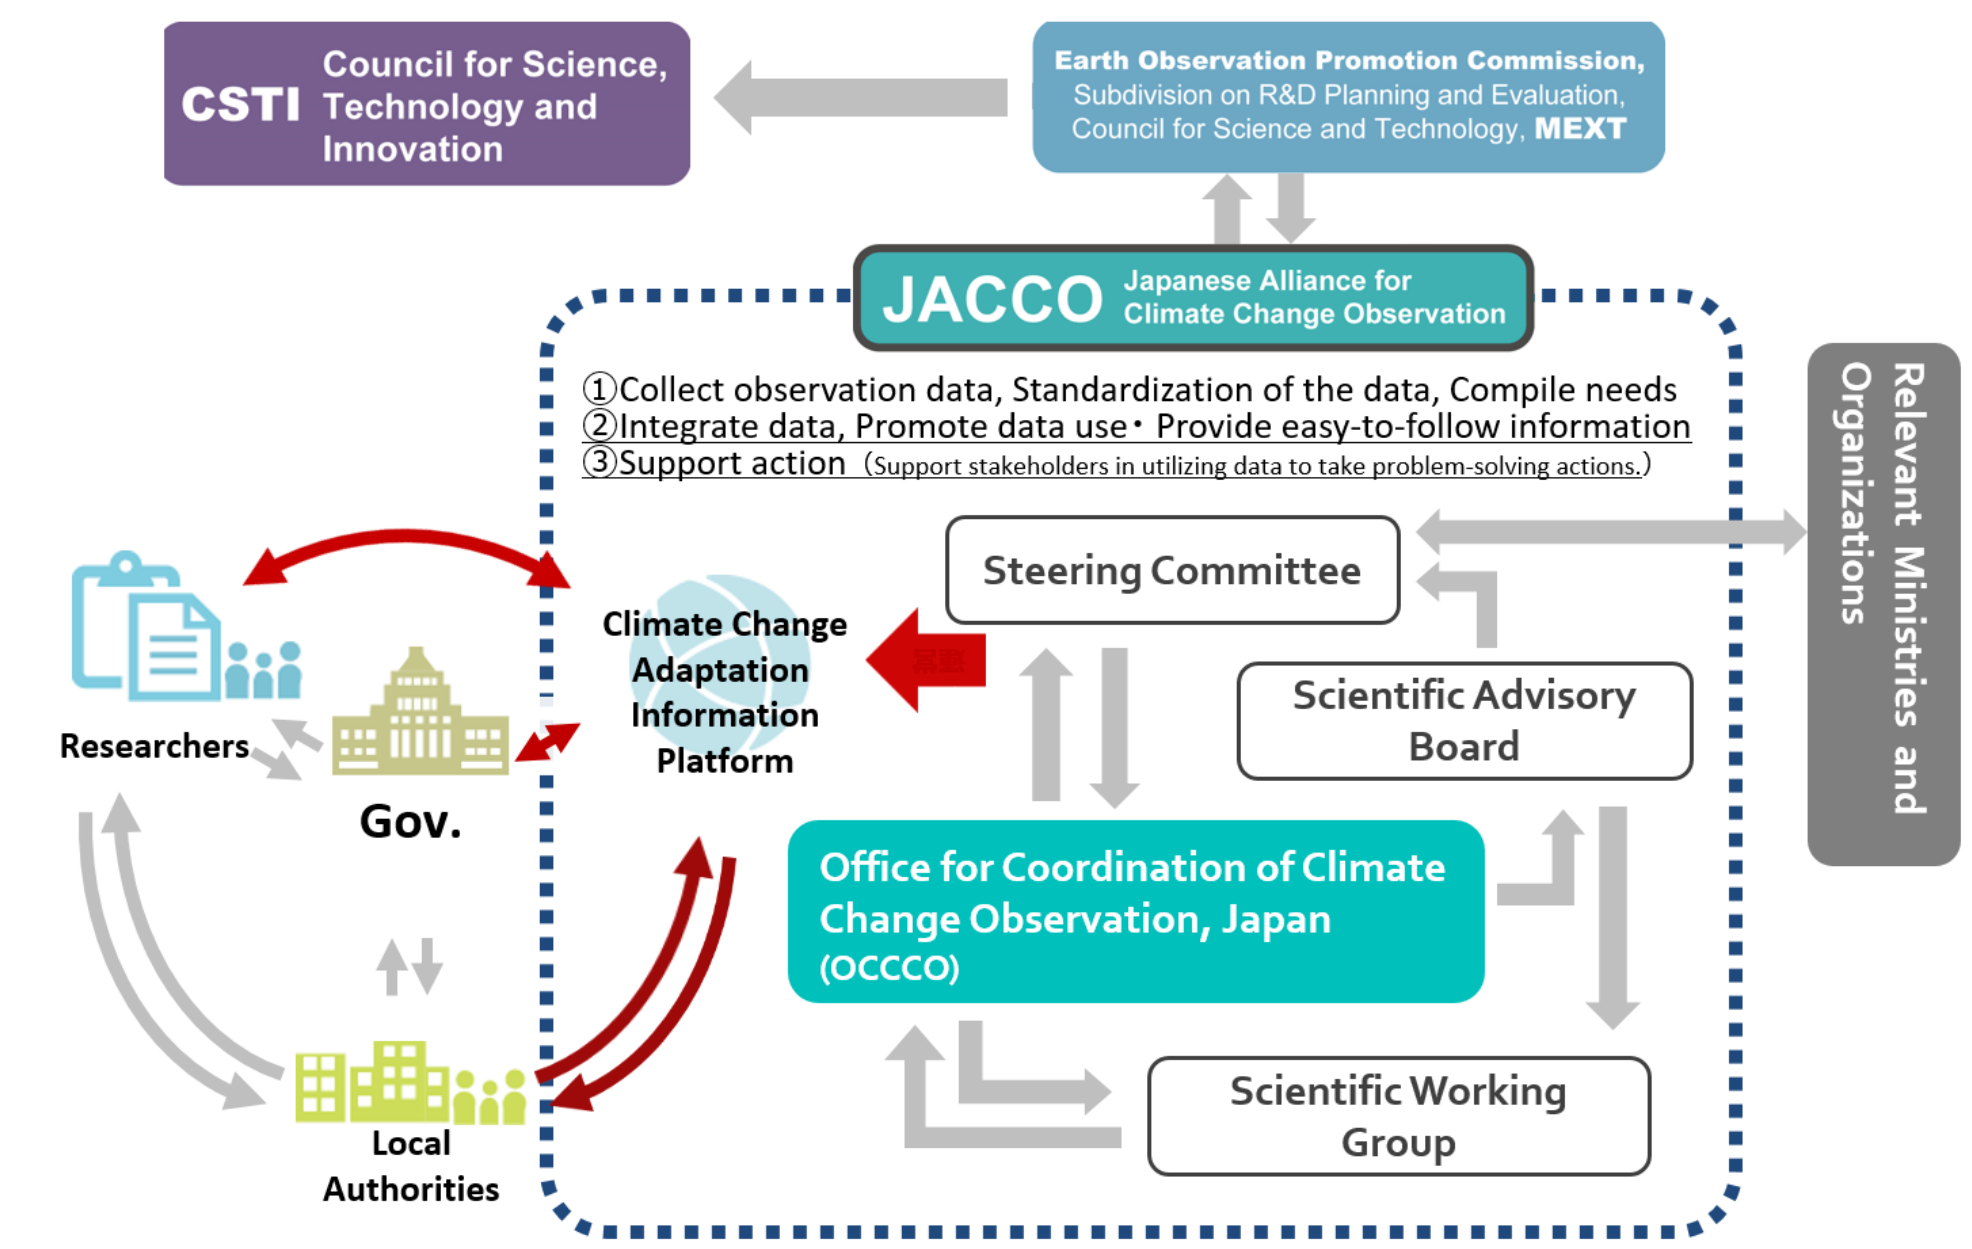 CSTI
Council for Science,
Technology and
Innovation
Earth Observation Promotion Commission,
Subdivision on R&D Planning and Evaluation,
Council for Science and Technology, MEXT
JACCO
Japanese Alliance for
Climate Change Observation
①Collect observation data, Standardization of the data, Compile needs
②Integrate data, Promote data use・ Provide easy-to-follow information
③Support action（Support stakeholders in utilizing data to take problem-solving actions.）
Relevant Ministries and
Organizations
Steering Committee
Climate Change
Adaptation
Information
Platform
Scientific Advisory
Board
Researchers
Gov.
Office for Coordination of Climate
Change Observation, Japan
(OCCCO)
Scientific Working
Group
Local
Authorities